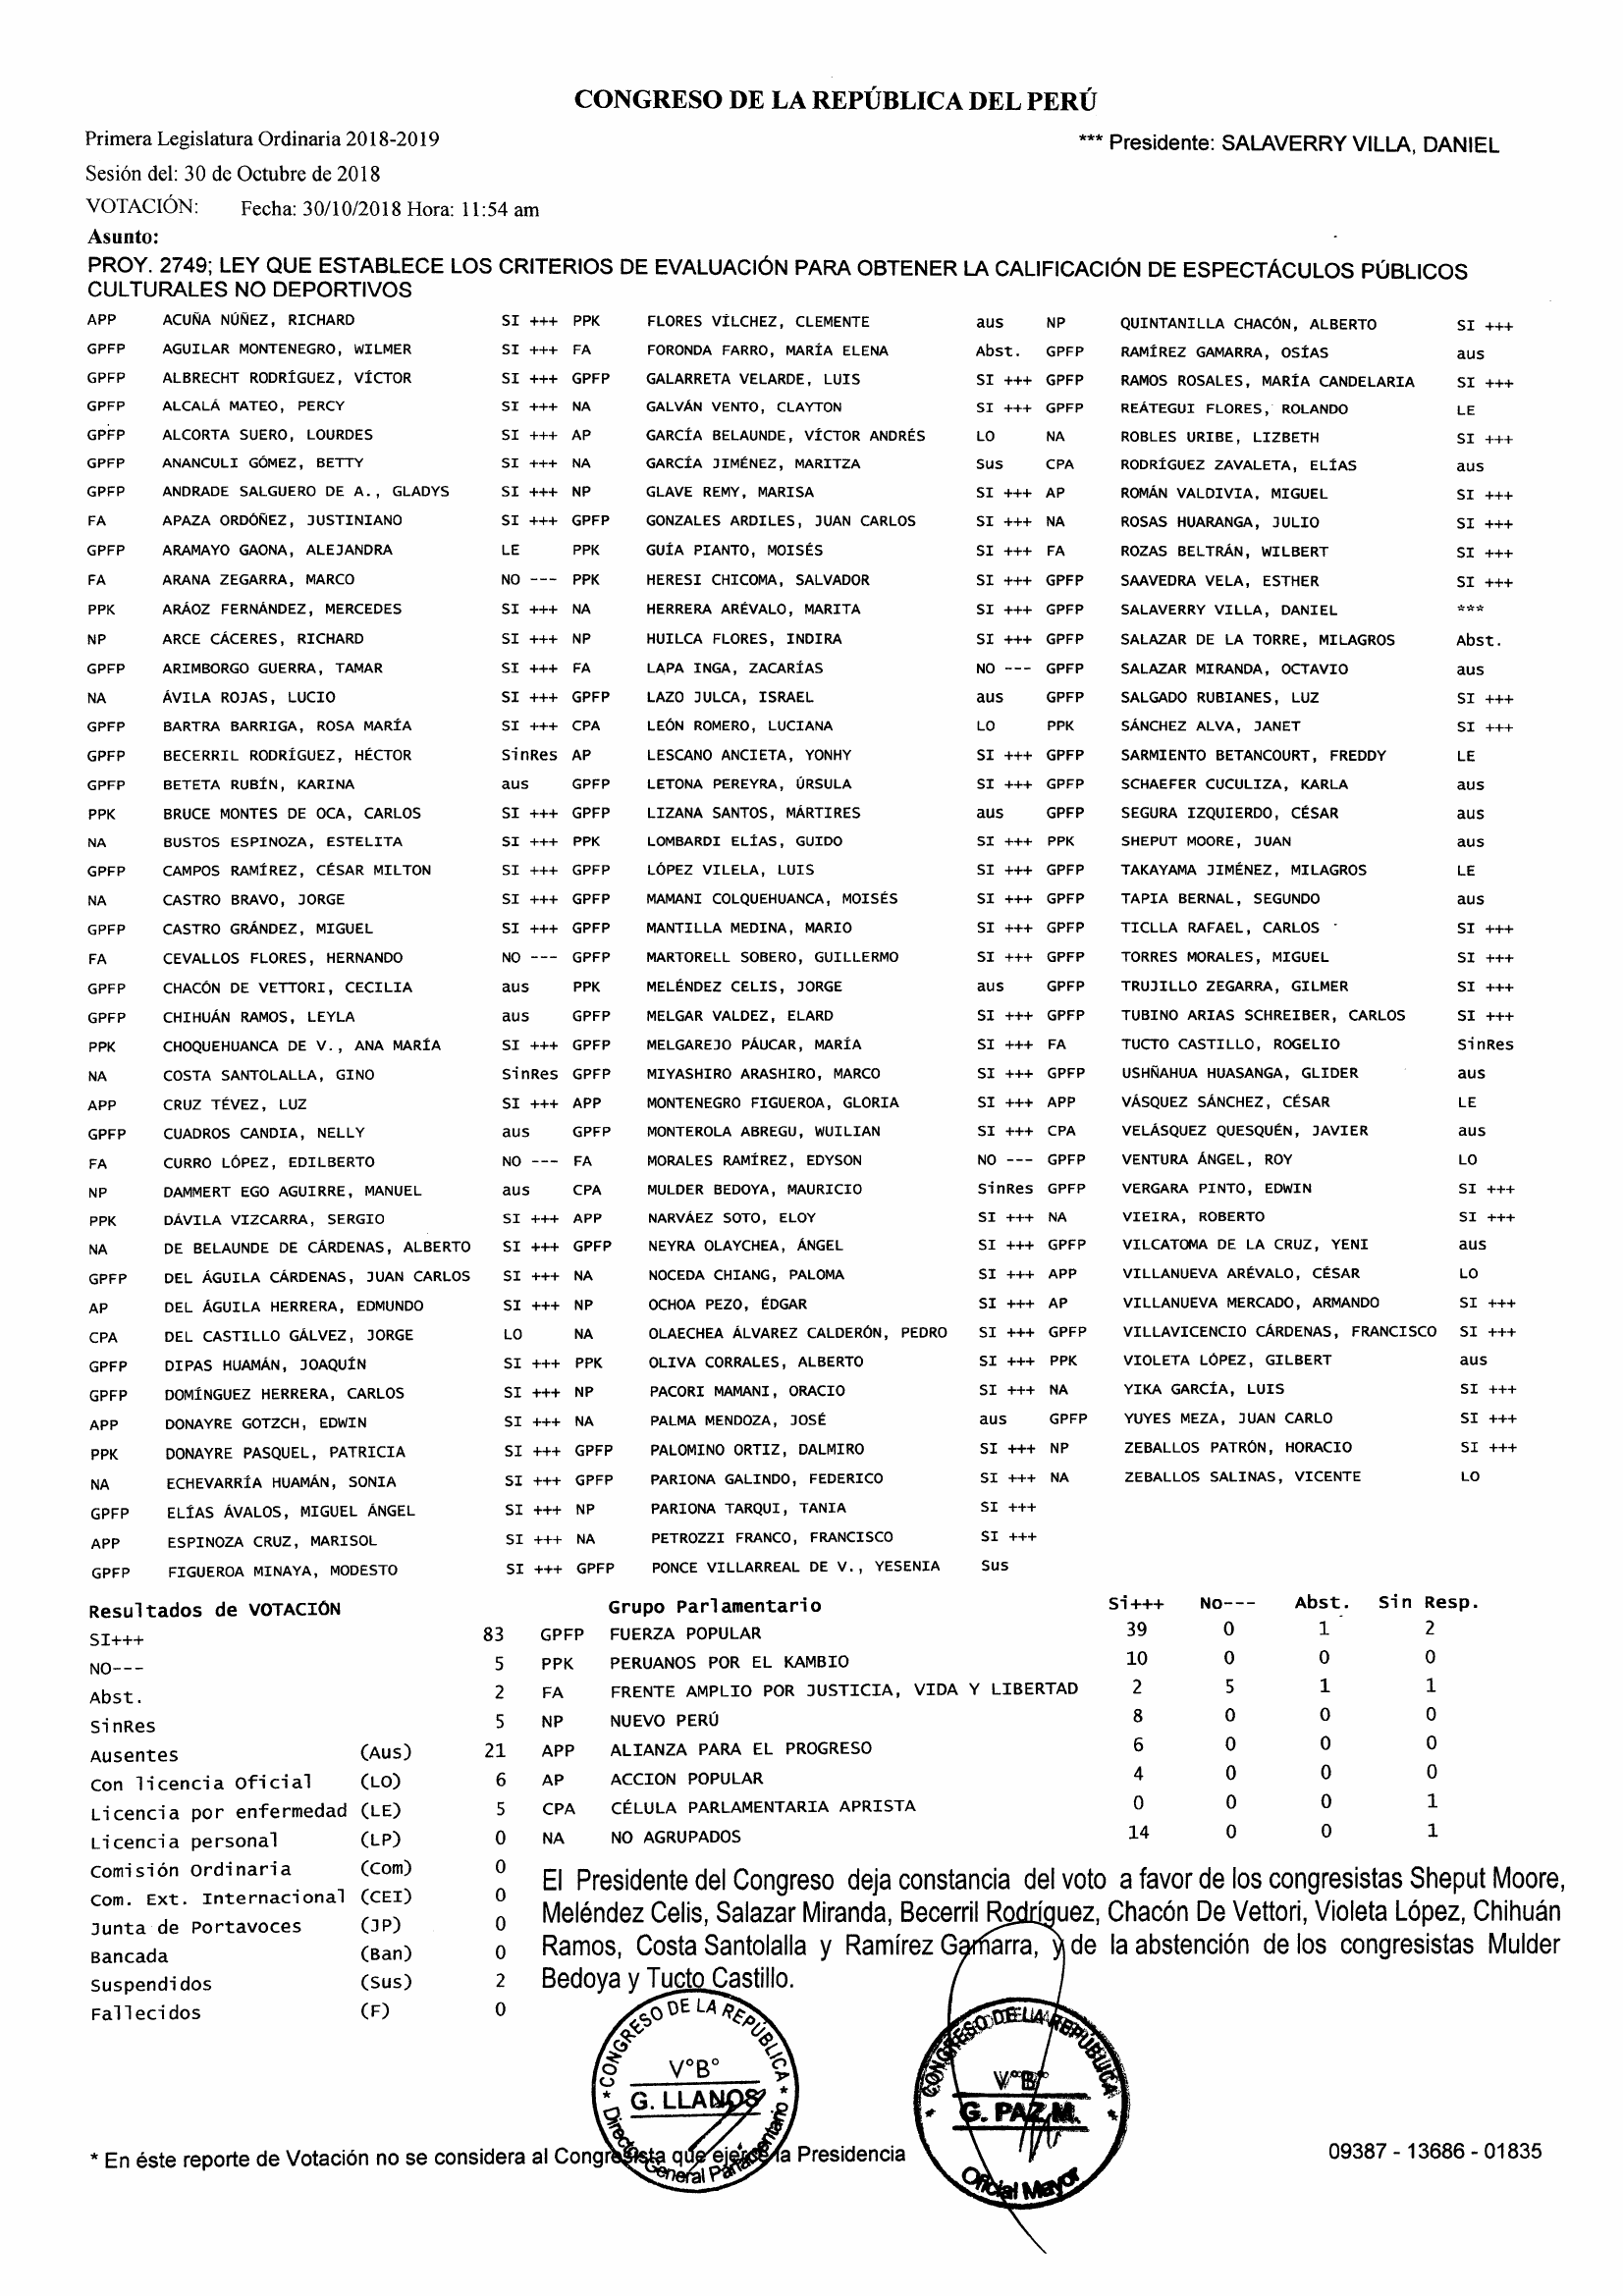 CONGRESO DE LA REPÚBLICA DEL PERÚ
Primera Legislatura Ordinaria 2018-2019 *** Presidente: SALAVERRY VILLA, DANIEL
Sesión del: 30 de Octubre de 2018
VOTACIÓN: Fecha: 30/10/2018 Hora: 11:54 am
Asunto:
PROY. 2749; LEY QUE ESTABLECE LOS CRITERIOS DE EVALUACIÓN PARA OBTENER LA CALIFICACIÓN DE ESPECTÁCULOS PÚBLICOS
CULTURALES NO DEPORTIVOS
APP ACUÑA NÚÑEZ, RICHARD SI +++ PPK FLORES VÍLCHEZ, CLEMENTE aus NP QUINTANILLA CHACÓN, ALBERTO SI +++
GPFP AGUILAR MONTENEGRO, WILMER SI +++ FA FORONDA FARRO, MARÍA ELENA Abst. GPFP RAMÍREZ GAMARRA, OSÍAS aus
GPFP ALBRECHT RODRÍGUEZ, VÍCTOR SI +++ GPFP GALARRETA VELARDE, LUIS SI +++ GPFP RAMOS ROSALES, MARÍA CANDELARIA SI +++
GPFP ALCALÁ MATEO, PERCY SI +++ NA GALVÁN VENTO, CLAYTON SI +++ GPFP REÁTEGUI FLORES, ROLANDO LE
GPFP ALCORTA SUERO, LOURDES SI +++ AP GARCÍA BELAUNDE, VÍCTOR ANDRÉS LO NA ROBLES URIBE, LIZBETH SI +++
GPFP ANANCULI GÓMEZ, BETTY SI +++ NA GARCÍA JIMÉNEZ, MARITZA Sus CPA RODRÍGUEZ ZAVALETA, ELÍAS aus
GPFP ANDRADE SALGUERO DE A., GLADYS SI +++ NP GLAVE REMY, MARISA SI +++ AP ROMÁN VALDIVIA, MIGUEL SI +++
FA APAZA ORDÓÑEZ, JUSTINIANO SI +++ GPFP GONZALES ARDILES, JUAN CARLOS SI +++ NA ROSAS HUARANGA, JULIO SI +++
GPFP ARAMAYO GAONA, ALEJANDRA LE PPK GUÍA PIANTO, MOISÉS SI +++ FA ROZAS BELTRÁN, WILBERT SI +++
FA ARANA ZEGARRA, MARCO NO --- PPK HERESI CHICOMA, SALVADOR SI +++ GPFP SAAVEDRA VELA, ESTHER SI +++
PPK ARÁOZ FERNÁNDEZ, MERCEDES SI +++ NA HERRERA ARÉVALO, MARITA SI +++ GPFP SALAVERRY VILLA, DANIEL ***
NP ARCE CÁCERES, RICHARD SI +++ NP HUILCA FLORES, INDIRA SI +++ GPFP SALAZAR DE LA TORRE, MILAGROS Abst.
GPFP ARIMBORGO GUERRA, TAMAR SI +++ FA LAPA INGA, ZACARÍAS NO --- GPFP SALAZAR MIRANDA, OCTAVIO aus
NA ÁVILA ROJAS, LUCIO SI +++ GPFP LAZO JULCA, ISRAEL aus GPFP SALGADO RUBIANES, LUZ SI +++
GPFP BARTRA BARRIGA, ROSA MARÍA SI +++ CPA LEÓN ROMERO, LUCIANA LO PPK SÁNCHEZ ALVA, JANET SI +++
GPFP BECERRIL RODRÍGUEZ, HÉCTOR SinRes AP LESCANO ANCIETA, YONHY SI +++ GPFP SARMIENTO BETANCOURT, FREDDY LE
GPFP BETETA RUBÍN, KARINA aus GPFP LETONA PEREYRA, ÚRSULA SI +++ GPFP SCHAEFER CUCULIZA, KARLA aus
PPK BRUCE MONTES DE OCA, CARLOS SI +++ GPFP LIZANA SANTOS, MÁRTIRES aus GPFP SEGURA IZQUIERDO, CÉSAR aus
NA BUSTOS ESPINOZA, ESTELITA SI +++ PPK LOMBARDI ELÍAS, GUIDO SI +++ PPK SHEPUT MOORE, JUAN aus
GPFP CAMPOS RAMÍREZ, CÉSAR MILTON SI +++ GPFP LÓPEZ VILELA, LUIS SI +++ GPFP TAKAYAMA JIMÉNEZ, MILAGROS LE
NA CASTRO BRAVO, JORGE SI +++ GPFP MAMANI COLQUEHUANCA, MOISÉS SI +++ GPFP TAPIA BERNAL, SEGUNDO aus
GPFP CASTRO GRÁNDEZ, MIGUEL SI +++ GPFP MANTILLA MEDINA, MARIO SI +++ GPFP TICLLA RAFAEL, CARLOS SI +++
FA CEVALLOS FLORES, HERNANDO NO --- GPFP MARTORELL SOBERO, GUILLERMO SI +++ GPFP TORRES MORALES, MIGUEL SI +++
GPFP CHACÓN DE VETTORI, CECILIA aus PPK MELÉNDEZ CELIS, JORGE aus GPFP TRUJILLO ZEGARRA, GILMER SI +++
GPFP CHIHUÁN RAMOS, LEYLA aus GPFP MELGAR VALDEZ, ELARD SI +++ GPFP TUBINO ARIAS SCHREIBER, CARLOS SI +++
PPK CHOQUEHUANCA DE V., ANA MARÍA SI +++ GPFP MELGAREJO PÁUCAR, MARÍA SI +++ FA TUCTO CASTILLO, ROGELIO SinRes
NA COSTA SANTOLALLA, GINO SinRes GPFP MIYASHIRO ARASHIRO, MARCO SI +++ GPFP USHÑAHUA HUASANGA, GLIDER aus
APP CRUZ TÉVEZ, LUZ SI +++ APP MONTENEGRO FIGUEROA, GLORIA SI +++ APP VÁSQUEZ SÁNCHEZ, CÉSAR LE
GPFP CUADROS CANDIA, NELLY aus GPFP MONTEROLA ABREGU, WUILIAN SI +++ CPA VELÁSQUEZ QUESQUÉN, JAVIER aus
FA CURRO LÓPEZ, EDILBERTO NO --- FA MORALES RAMÍREZ, EDYSON NO --- GPFP VENTURA ÁNGEL, ROY LO
NP DAMMERT EGO AGUIRRE, MANUEL aus CPA MULDER BEDOYA, MAURICIO SinRes GPFP VERGARA PINTO, EDWIN SI +++
PPK DÁVILA VIZCARRA, SERGIO SI +++ APP NARVÁEZ SOTO, ELOY SI +++ NA VIEIRA, ROBERTO SI +++
NA DE BELAUNDE DE CÁRDENAS, ALBERTO SI +++ GPFP NEYRA OLAYCHEA, ÁNGEL SI +++ GPFP VILCATOMA DE LA CRUZ, YENI aus
GPFP DEL ÁGUILA CÁRDENAS, JUAN CARLOS SI +++ NA NOCEDA CHIANG, PALOMA SI +++ APP VILLANUEVA ARÉVALO, CÉSAR LO
AP DEL ÁGUILA HERRERA, EDMUNDO SI +++ NP OCHOA PEZO, ÉDGAR SI +++ AP VILLANUEVA MERCADO, ARMANDO SI +++
CPA DEL CASTILLO GÁLVEZ, JORGE LO NA OLAECHEA ÁLVAREZ CALDERÓN, PEDRO SI +++ GPFP VILLAVICENCIO CÁRDENAS, FRANCISCO SI +++
GPFP DIPAS HUAMÁN, JOAQUÍN SI +++ PPK OLIVA CORRALES, ALBERTO SI +++ PPK VIOLETA LÓPEZ, GILBERT aus
GPFP DOMÍNGUEZ HERRERA, CARLOS SI +++ NP PACORI MAMANI, ORACIO SI +++ NA YIKA GARCÍA, LUIS SI +++
APP DONAYRE GOTZCH, EDWIN SI +++ NA PALMA MENDOZA, JOSÉ aus GPFP YUYES MEZA, JUAN CARLO SI +++
PPK DONAYRE PASQUEL, PATRICIA SI +++ GPFP PALOMINO ORTIZ, DALMIRO SI +++ NP ZEBALLOS PATRÓN, HORACIO SI +++
NA ECHEVARRÍA HUAMÁN, SONIA SI +++ GPFP PARIONA GALINDO, FEDERICO SI +++ NA ZEBALLOS SALINAS, VICENTE LO
GPFP ELÍAS ÁVALOS, MIGUEL ÁNGEL SI +++ NP PARIONA TARQUI, TANIA SI +++
APP ESPINOZA CRUZ, MARISOL SI +++ NA PETROZZI FRANCO, FRANCISCO SI +++
GPFP FIGUEROA MINAYA, MODESTO SI +++ GPFP PONCE VILLARREAL DE V., YESENIA Sus
Resultados de VOTACIÓN Grupo Parlamentario Si+++ No--- Abst. Sin Resp.
SI+++ 83 GPFP FUERZA POPULAR 39 0 1 2
NO--- 5 PPK PERUANOS POR EL KAMBIO 10 0 0 0
Abst. 2 FA FRENTE AMPLIO POR JUSTICIA, VIDA Y LIBERTAD 2 5 1 1
SinRes 5 NP NUEVO PERÚ 8 0 0 0
Ausentes (Aus) 21 APP ALIANZA PARA EL PROGRESO 6 0 0 0
Con licencia Oficial (LO) 6 AP ACCION POPULAR 4 0 0 0
Licencia por enfermedad (LE) 5 CPA CÉLULA PARLAMENTARIA APRISTA 0 0 0 1
Licencia personal (LP) 0 NA NO AGRUPADOS 14 0 0 1
Comisión Ordinaria (Com) 0
Com. Ext. Internacional (CEI) 0
Junta de Portavoces (JP) 0
Bancada (Ban) 0
Suspendidos (Sus) 2
Fallecidos (F) 0
El Presidente del Congreso deja constancia del voto a favor de los congresistas Sheput Moore,
Meléndez Celis, Salazar Miranda, Becerril Rodríguez, Chacón De Vettori, Violeta López, Chihuán
Ramos, Costa Santolalla y Ramírez Gamarra, y de la abstención de los congresistas Mulder
Bedoya y Tucto Castillo.
* CONGRESO DE LA REPÚBLICA *
V°B°
G. LLANOS
Director General Parlamentario
* CONGRESO DE LA REPÚBLICA *
V°B°
G. PAZ M.
Oficial Mayor
* En éste reporte de Votación no se considera al Congresista que ejerce la Presidencia 09387 - 13686 - 01835